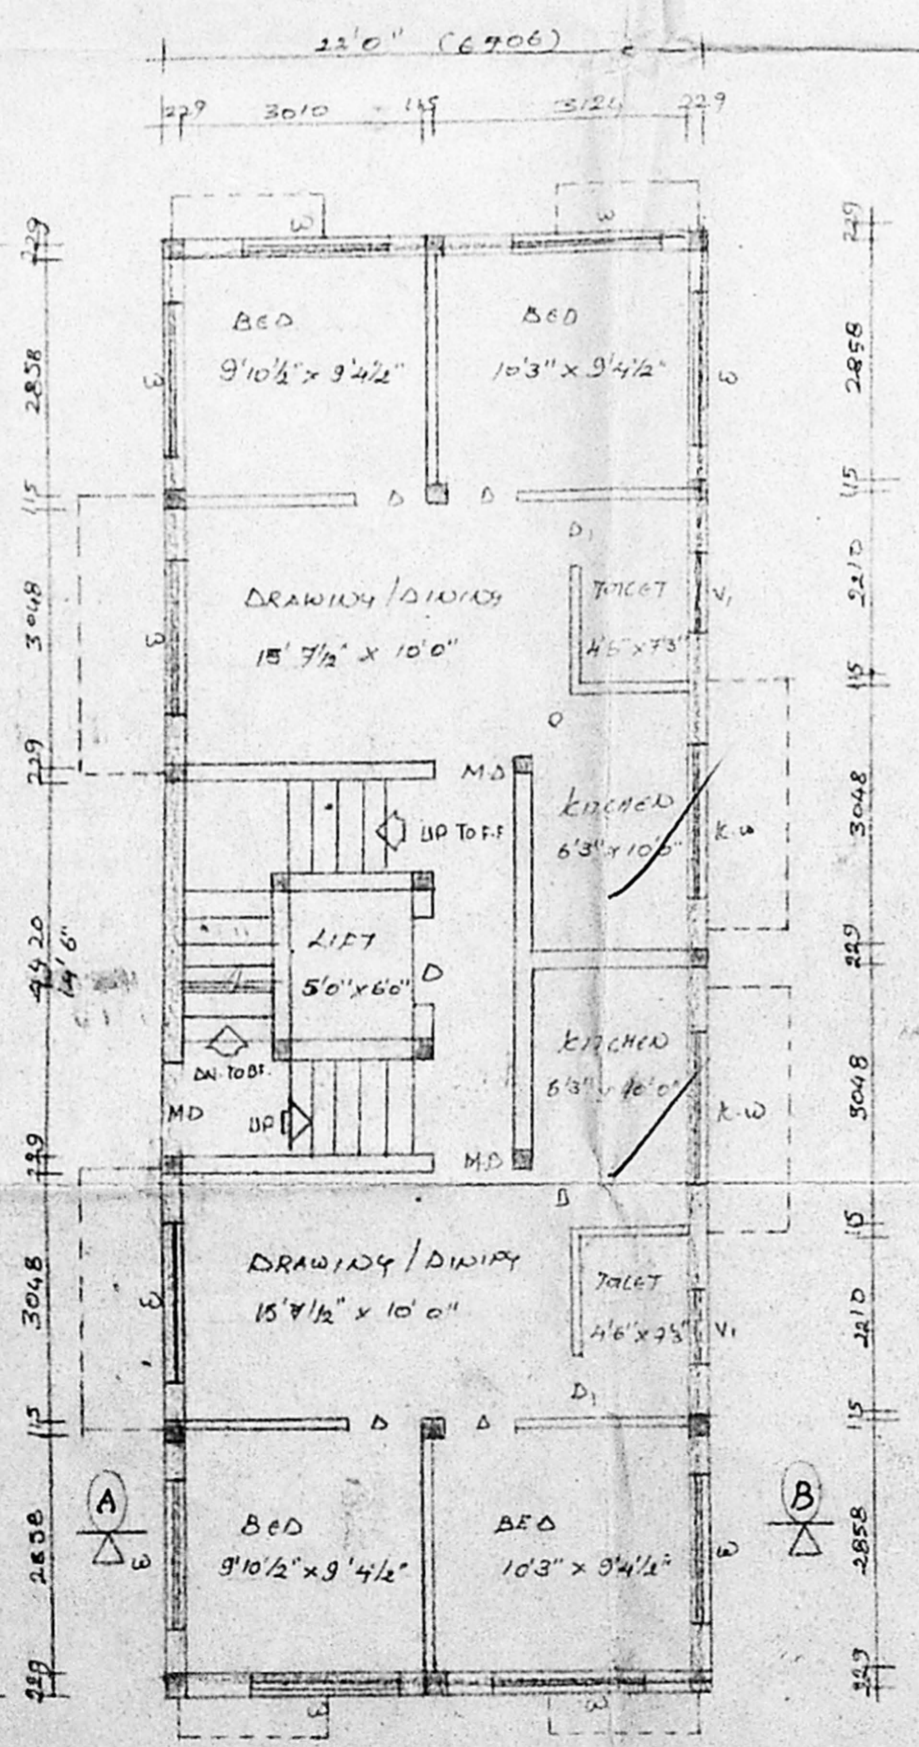 22'0" (6706)
229 3010 115 3124 229
229
229
W
W
BED
9'10½" x 9'4½"
BED
10'3" x 9'4½"
2858
W
W
2858
115
D
D
115
D1
DRAWING/DINING
15'7½" x 10'0"
TOILET
4'6" x 7'3"
V1
3048
W
2210
115
O
229
M.D
KITCHEN
6'3" x 10'0"
K.W
3048
UP TO F.F
LIFT
5'0" x 6'0"
D
4420
14'6"
229
DN. TO B.F.
KITCHEN
6'3" x 10'0"
K.W
3048
MD
UP
M.D
229
D
115
DRAWING/DINING
15'7½" x 10'0"
TOILET
4'6" x 7'3"
V1
3048
W
2210
D1
115
D
D
115
A
B
BED
9'10½" x 9'4½"
BED
10'3" x 9'4½"
2858
W
W
2858
229
229
W
W